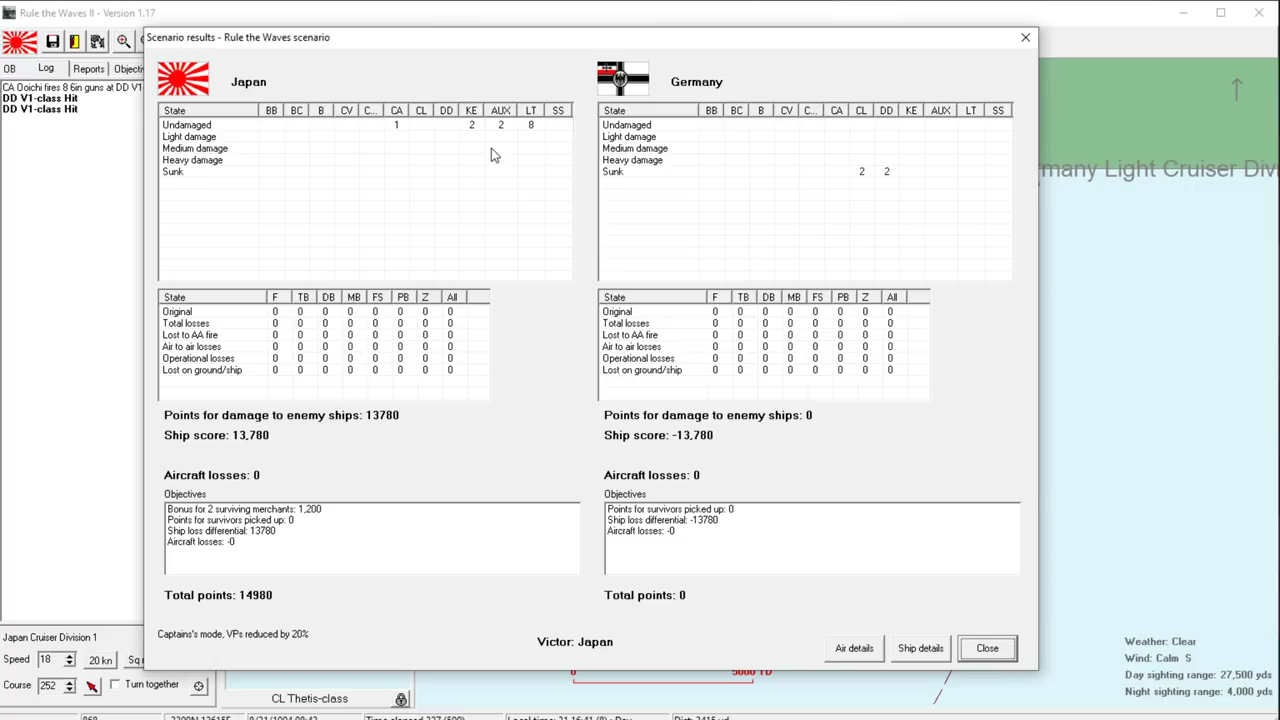 Rule the Waves II - Version 1.17
Scenario results - Rule the Waves scenario
OB Log Reports Objecti
CA Ooichi fires 8 6in guns at DD V1
DD V1-class Hit
DD V1-class Hit
Japan
State BB BC B CV C... CA CL DD KE AUX LT SS
Undamaged 1 2 2 8
Light damage
Medium damage
Heavy damage
Sunk
State F TB DB MB FS PB Z All
Original 0 0 0 0 0 0 0 0
Total losses 0 0 0 0 0 0 0 0
Lost to AA fire 0 0 0 0 0 0 0 0
Air to air losses 0 0 0 0 0 0 0 0
Operational losses 0 0 0 0 0 0 0 0
Lost on ground/ship 0 0 0 0 0 0 0 0
Points for damage to enemy ships: 13780
Ship score: 13,780
Aircraft losses: 0
Objectives
Bonus for 2 surviving merchants: 1,200
Points for survivors picked up: 0
Ship loss differential: 13780
Aircraft losses: -0
Total points: 14980
Germany
State BB BC B CV C... CA CL DD KE AUX LT SS
Undamaged
Light damage
Medium damage
Heavy damage
Sunk 2 2
State F TB DB MB FS PB Z All
Original 0 0 0 0 0 0 0 0
Total losses 0 0 0 0 0 0 0 0
Lost to AA fire 0 0 0 0 0 0 0 0
Air to air losses 0 0 0 0 0 0 0 0
Operational losses 0 0 0 0 0 0 0 0
Lost on ground/ship 0 0 0 0 0 0 0 0
Points for damage to enemy ships: 0
Ship score: -13,780
Aircraft losses: 0
Objectives
Points for survivors picked up: 0
Ship loss differential: -13780
Aircraft losses: -0
Total points: 0
Captains's mode, VPs reduced by 20%
Victor: Japan
Air details Ship details Close
many Light Cruiser Divi
Japan Cruiser Division 1
Speed 18 20 kn Sq
Course 252 Turn together
CL Thetis-class
5000 YD
Weather: Clear
Wind: Calm S
Day sighting range: 27,500 yds
Night sighting range: 4,000 yds